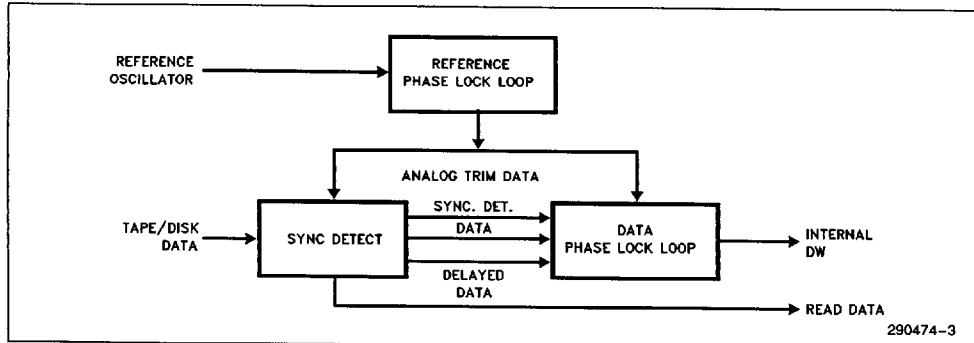 REFERENCE
OSCILLATOR
REFERENCE
PHASE LOCK LOOP
ANALOG TRIM DATA
TAPE/DISK
DATA
SYNC DETECT
SYNC. DET.
DATA
DELAYED
DATA
DATA
PHASE LOCK LOOP
INTERNAL
DW
READ DATA
290474-3